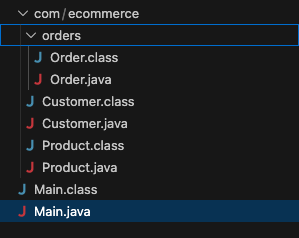 com/ecommerce
orders
J Order.class
J Order.java
J Customer.class
J Customer.java
J Product.class
J Product.java
J Main.class
J Main.java